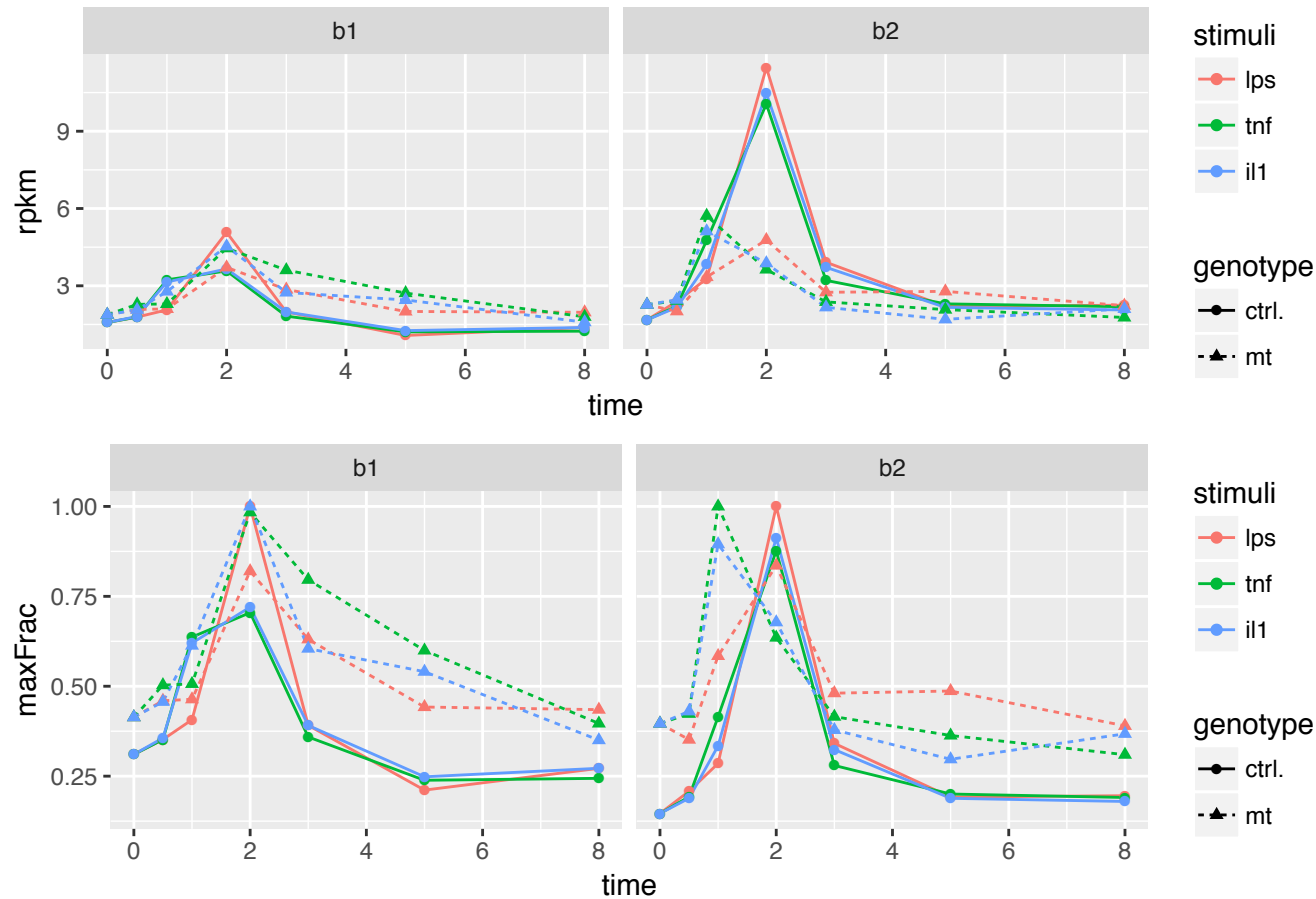 b1 b2
9
6
3
rpkm
0 2 4 6 8 0 2 4 6 8
time
stimuli
lps
tnf
il1
genotype
ctrl.
mt
b1 b2
1.00
0.75
0.50
0.25
maxFrac
0 2 4 6 8 0 2 4 6 8
time
stimuli
lps
tnf
il1
genotype
ctrl.
mt